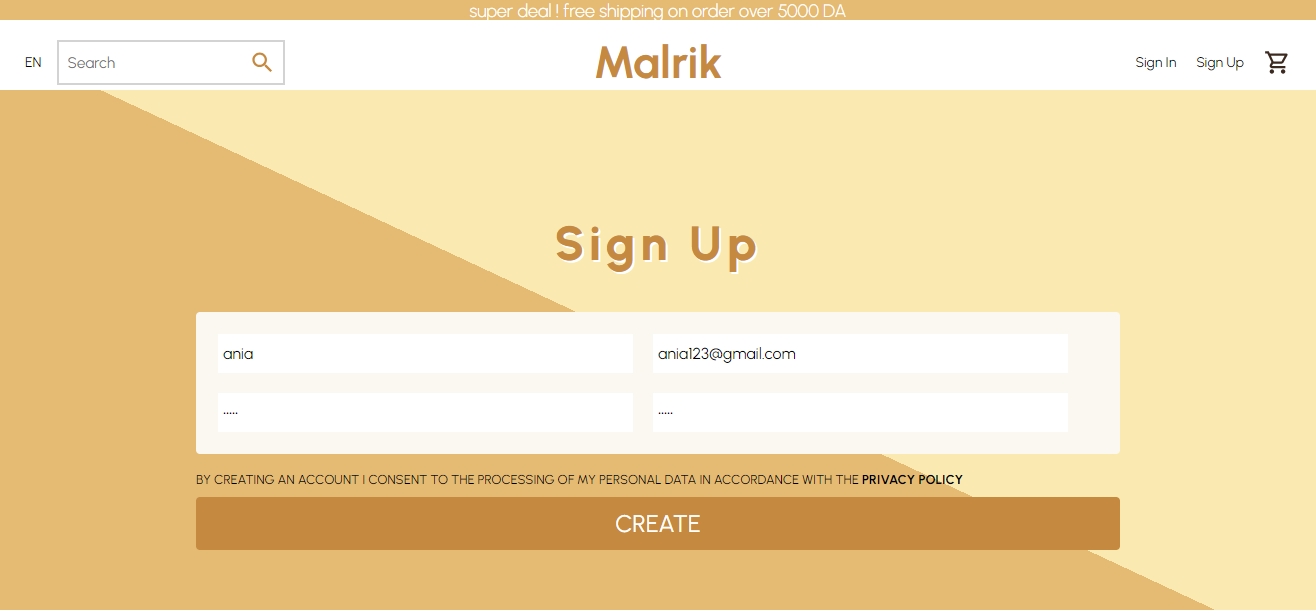 super deal ! free shipping on order over 5000 DA
EN
Search
Malrik
Sign In
Sign Up
Sign Up
ania
ania123@gmail.com
.....
.....
BY CREATING AN ACCOUNT I CONSENT TO THE PROCESSING OF MY PERSONAL DATA IN ACCORDANCE WITH THE PRIVACY POLICY
CREATE